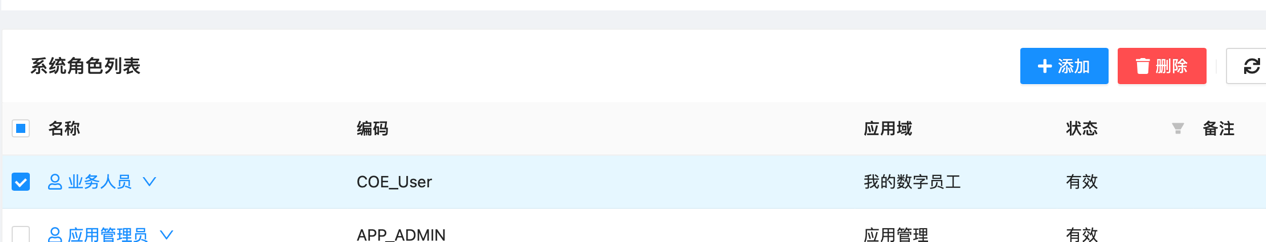 系统角色列表 添加 删除
名称 编码 应用域 状态 备注
业务人员 COE_User 我的数字员工 有效
应用管理员 APP_ADMIN 应用管理 有效